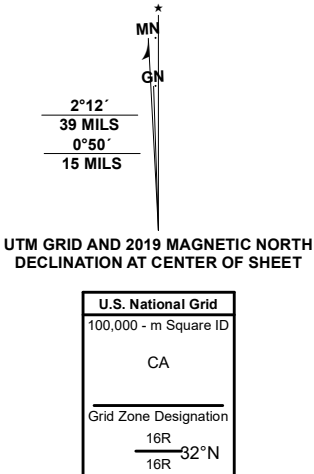 MN
GN
2°12´
39 MILS
0°50´
15 MILS
UTM GRID AND 2019 MAGNETIC NORTH
DECLINATION AT CENTER OF SHEET
U.S. National Grid
100,000 - m Square ID
CA
Grid Zone Designation
16R
32°N
16R